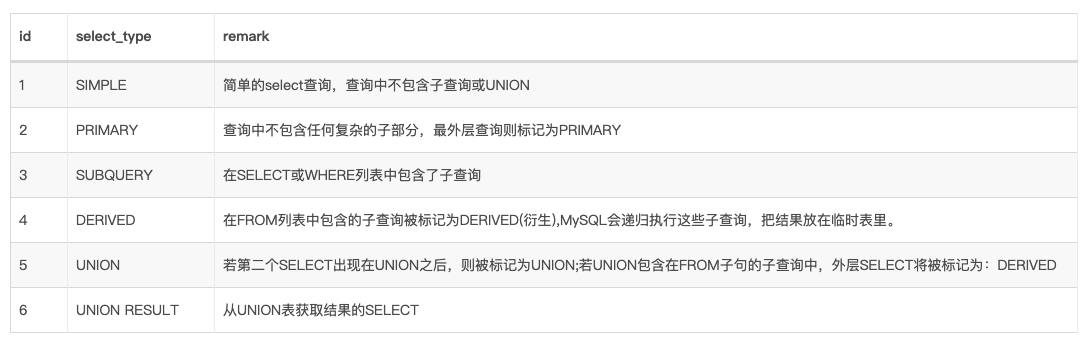 id select_type remark
1 SIMPLE 简单的select查询，查询中不包含子查询或UNION
2 PRIMARY 查询中不包含任何复杂的子部分，最外层查询则标记为PRIMARY
3 SUBQUERY 在SELECT或WHERE列表中包含了子查询
4 DERIVED 在FROM列表中包含的子查询被标记为DERIVED(衍生),MySQL会递归执行这些子查询，把结果放在临时表里。
5 UNION 若第二个SELECT出现在UNION之后，则被标记为UNION;若UNION包含在FROM子句的子查询中，外层SELECT将被标记为：DERIVED
6 UNION RESULT 从UNION表获取结果的SELECT